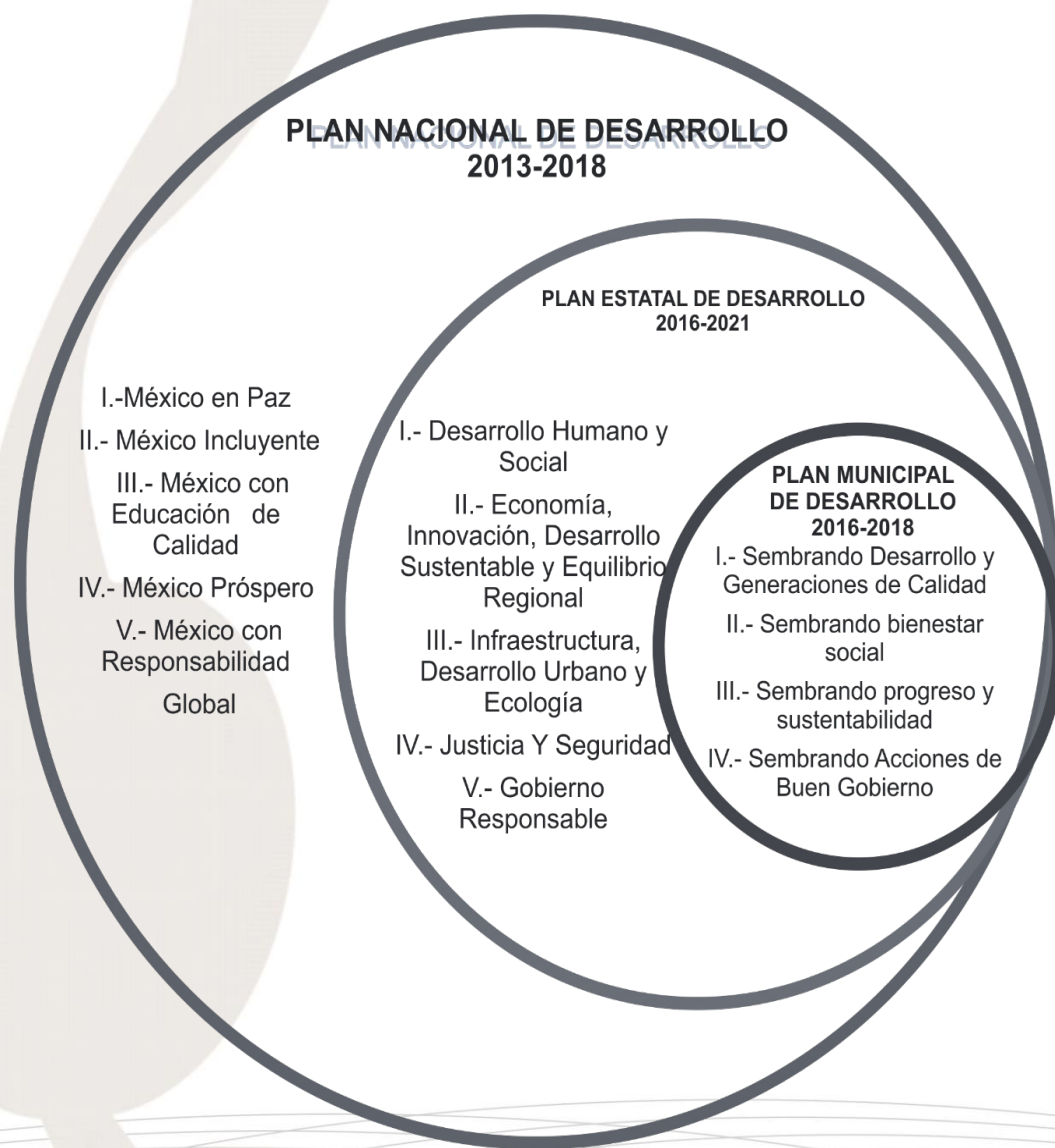 PLAN NACIONAL DE DESARROLLO
2013-2018
I.-México en Paz
II.- México Incluyente
III.- México con
Educación de
Calidad
IV.- México Próspero
V.- México con
Responsabilidad
Global
PLAN ESTATAL DE DESARROLLO
2016-2021
I.- Desarrollo Humano y
Social
II.- Economía,
Innovación, Desarrollo
Sustentable y Equilibrio
Regional
III.- Infraestructura,
Desarrollo Urbano y
Ecología
IV.- Justicia Y Seguridad
V.- Gobierno
Responsable
PLAN MUNICIPAL
DE DESARROLLO
2016-2018
I.- Sembrando Desarrollo y
Generaciones de Calidad
II.- Sembrando bienestar
social
III.- Sembrando progreso y
sustentabilidad
IV.- Sembrando Acciones de
Buen Gobierno